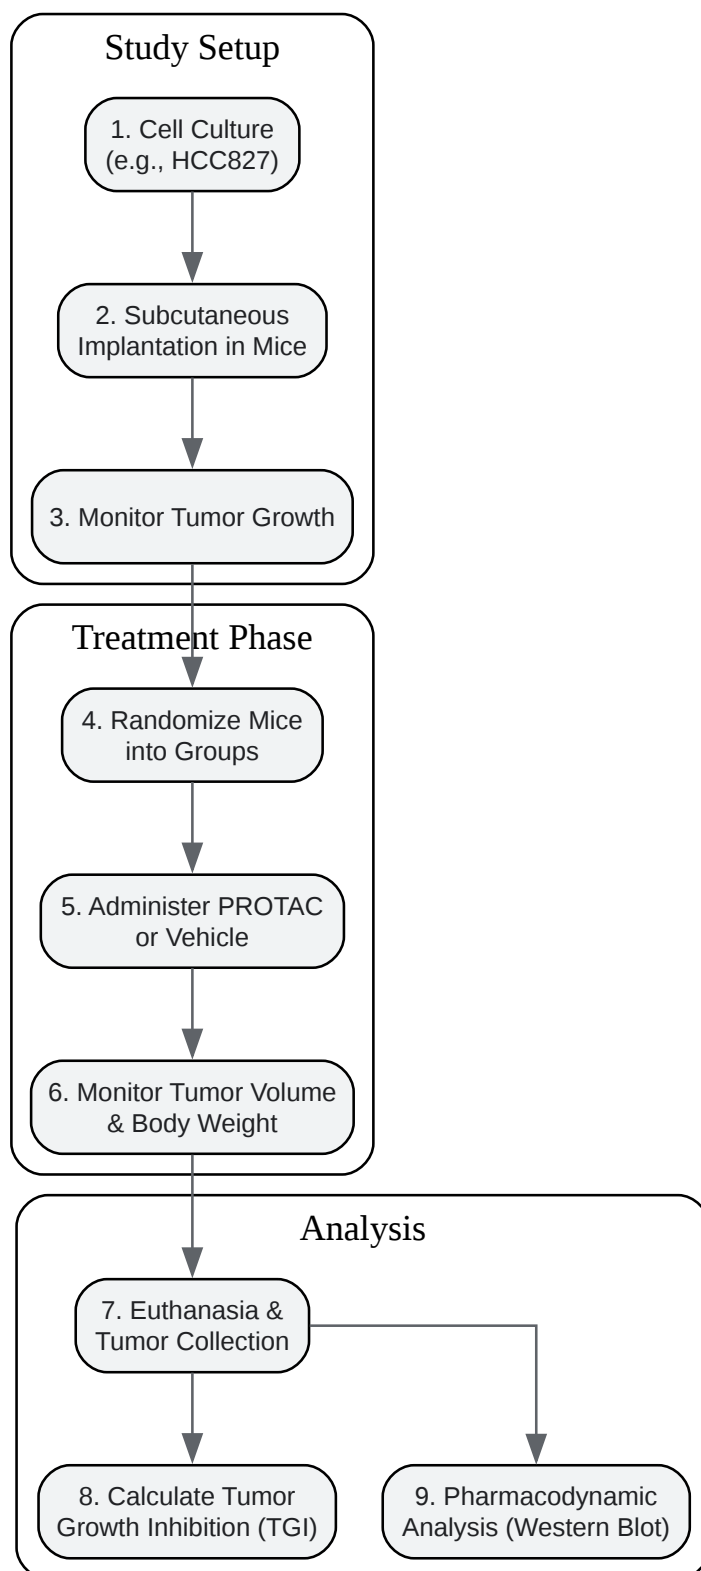 Study Setup
1. Cell Culture
(e.g., HCC827)
2. Subcutaneous
Implantation in Mice
3. Monitor Tumor Growth
Treatment Phase
4. Randomize Mice
into Groups
5. Administer PROTAC
or Vehicle
6. Monitor Tumor Volume
& Body Weight
Analysis
7. Euthanasia &
Tumor Collection
8. Calculate Tumor
Growth Inhibition (TGI)
9. Pharmacodynamic
Analysis (Western Blot)